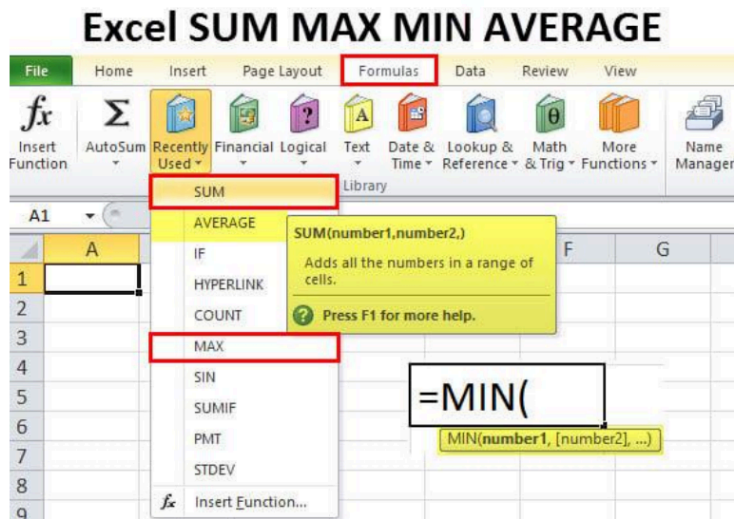 Excel SUM MAX MIN AVERAGE
File Home Insert Page Layout Formulas Data Review View
fx Σ ? A θ
Insert Function
AutoSum
Recently Used
Financial
Logical
Text
Date & Time
Lookup & Reference
Math & Trig
More Functions
Name Manager
Library
A1
A F G
SUM
AVERAGE
IF
HYPERLINK
COUNT
MAX
SIN
SUMIF
PMT
STDEV
fx Insert Function...
SUM(number1,number2,)
Adds all the numbers in a range of
cells.
? Press F1 for more help.
1
2
3
4
5
6
7
8
9
=MIN(
MIN(number1, [number2], ...)